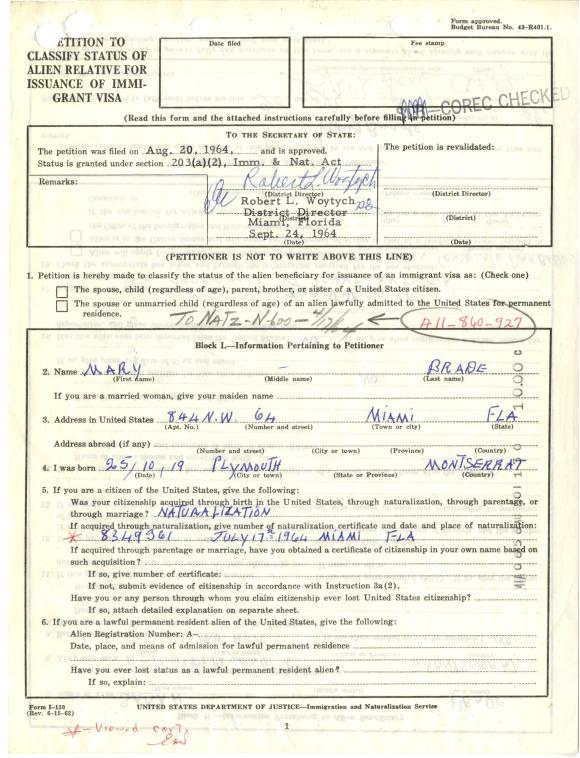 Form approved.
Budget Bureau No. 43-R401.1.
PETITION TO
CLASSIFY STATUS OF
ALIEN RELATIVE FOR
ISSUANCE OF IMMI-
GRANT VISA
Date filed
Fee stamp
COREC CHECKED
(Read this form and the attached instructions carefully before filling in petition)
TO THE SECRETARY OF STATE:
The petition was filed on Aug. 20, 1964, and is approved.
Status is granted under section 203(a)(2), Imm. & Nat. Act
The petition is revalidated:
Remarks:
Robert L. Woytych
(District Director)
Robert L. Woytych
District Director
(District)
Miami, Florida
Sept. 24, 1964
(Date)
(District Director)
(District)
(Date)
(PETITIONER IS NOT TO WRITE ABOVE THIS LINE)
1. Petition is hereby made to classify the status of the alien beneficiary for issuance of an immigrant visa as: (Check one)
The spouse, child (regardless of age), parent, brother, or sister of a United States citizen.
The spouse or unmarried child (regardless of age) of an alien lawfully admitted to the United States for permanent
residence.
TO NATZ-N-600-
A11-840-927
Block I.—Information Pertaining to Petitioner
2. Name MARY - BRADE
(First name) (Middle name) (Last name)
If you are a married woman, give your maiden name
3. Address in United States 844 N.W. 64 MIAMI FLA
(Apt. No.) (Number and street) (Town or city) (State)
Address abroad (if any)
(Number and street) (City or town) (Province) (Country)
4. I was born 25/10,19 PLYMOUTH MONTSERRAT
(Date) (City or town) (State or Province) (Country)
5. If you are a citizen of the United States, give the following:
Was your citizenship acquired through birth in the United States, through naturalization, through parentage, or
through marriage? NATURALIZATION
If acquired through naturalization, give number of naturalization certificate and date and place of naturalization:
* 8349361 JULY 17th 1964 MIAMI FLA
If acquired through parentage or marriage, have you obtained a certificate of citizenship in your own name based on
such acquisition?
If so, give number of certificate:
If not, submit evidence of citizenship in accordance with Instruction 3a(2).
Have you or any person through whom you claim citizenship ever lost United States citizenship?
If so, attach detailed explanation on separate sheet.
6. If you are a lawful permanent resident alien of the United States, give the following:
Alien Registration Number: A–
Date, place, and means of admission for lawful permanent residence
Have you ever lost status as a lawful permanent resident alien?
If so, explain:
Form I-130
(Rev. 6-15-62)
UNITED STATES DEPARTMENT OF JUSTICE—Immigration and Naturalization Service
1
*-Viewed cert.